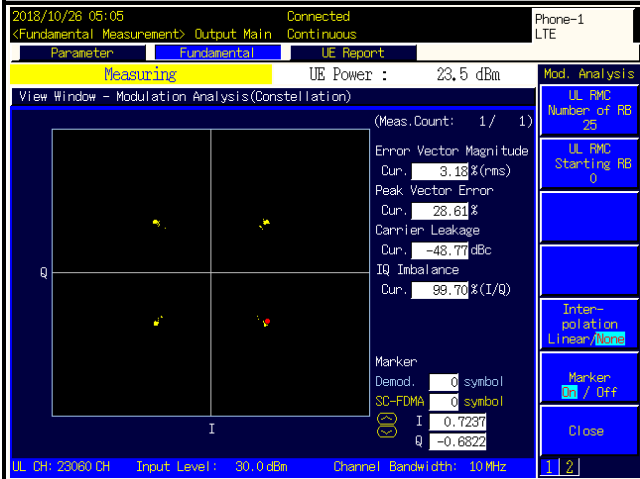 2018/10/26 05:05 Connected Phone-1
<Fundamental Measurement> Output Main Continuous LTE
Parameter Fundamental UE Report
Measuring UE Power : 23.5 dBm Mod. Analysis
View Window - Modulation Analysis(Constellation)
UL RMC
Number of RB
25
(Meas.Count: 1/ 1)
Error Vector Magnitude
Cur. 3.18 %(rms)
Peak Vector Error
Cur. 28.61 %
Carrier Leakage
Cur. -48.77 dBc
IQ Imbalance
Cur. 99.70 %(I/Q)
UL RMC
Starting RB
0
Q
I
Inter-
polation
Linear/None
Marker
Demod. 0 symbol
SC-FDMA 0 symbol
I 0.7237
Q -0.6822
Marker
On / Off
Close
UL CH: 23060 CH Input Level: 30.0 dBm Channel Bandwidth: 10 MHz 1 2